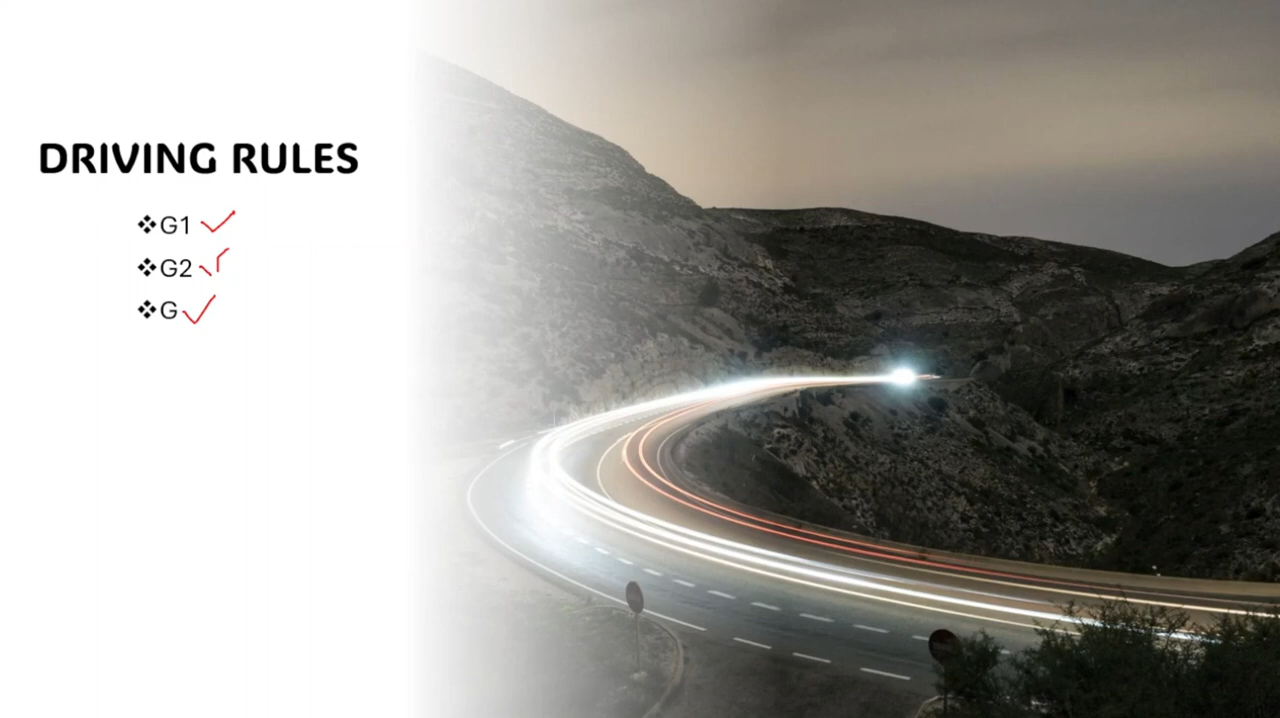 DRIVING RULES
❖G1 ✓
❖G2 ✓
❖G ✓